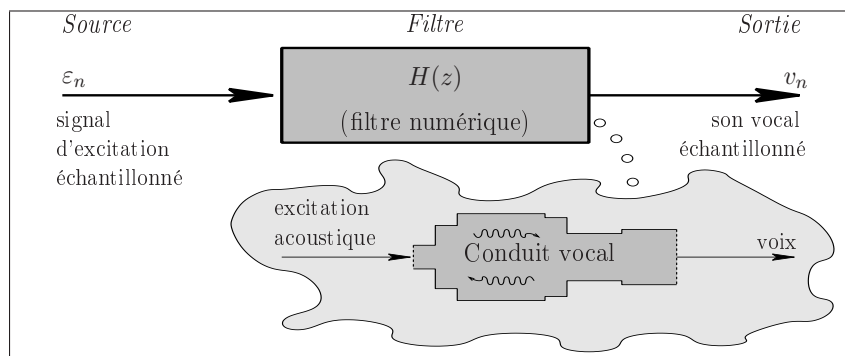 Source
Filtre
Sortie
εₙ
H(z)
vₙ
signal
d'excitation
échantillonné
(filtre numérique)
son vocal
échantillonné
excitation
acoustique
Conduit vocal
voix